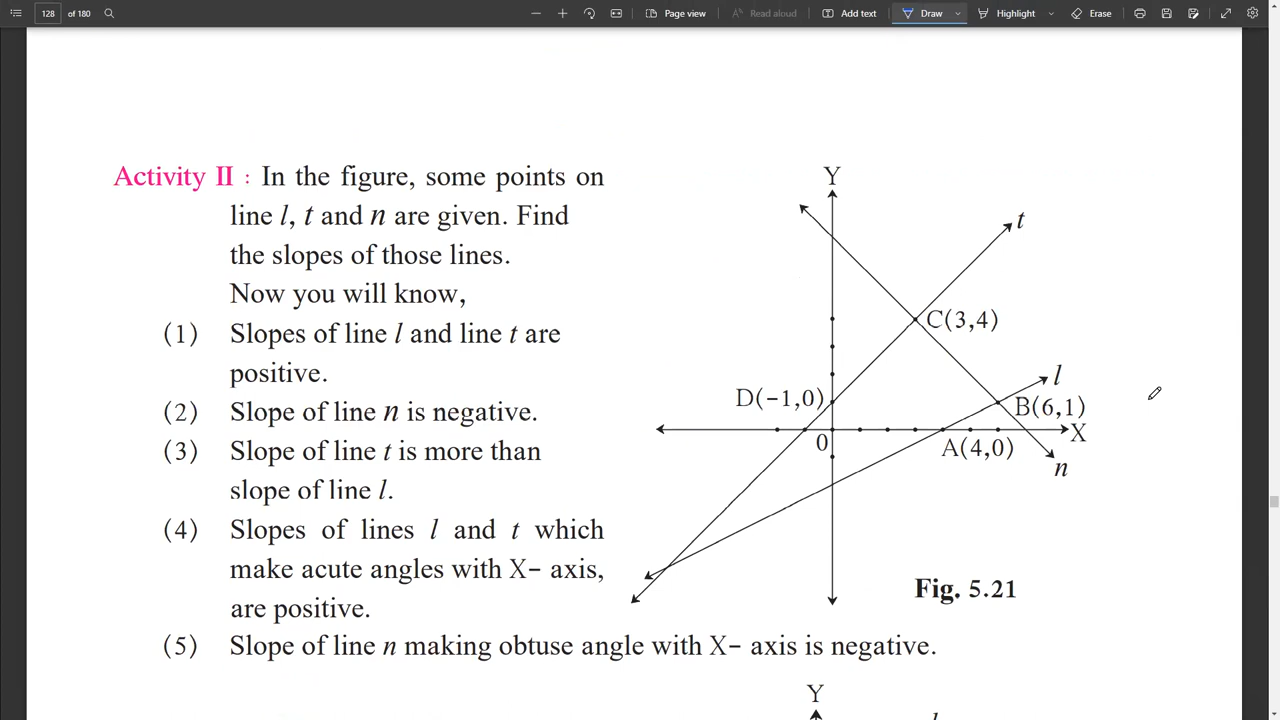 128 of 180
Page view
Read aloud
Add text
Draw
Highlight
Erase
Activity II : In the figure, some points on
line l, t and n are given. Find
the slopes of those lines.
Now you will know,
(1) Slopes of line l and line t are
positive.
(2) Slope of line n is negative.
(3) Slope of line t is more than
slope of line l.
(4) Slopes of lines l and t which
make acute angles with X- axis,
are positive.
(5) Slope of line n making obtuse angle with X- axis is negative.
Y
t
C(3,4)
l
D(-1,0)
B(6,1)
X
0
A(4,0)
n
Fig. 5.21
Y